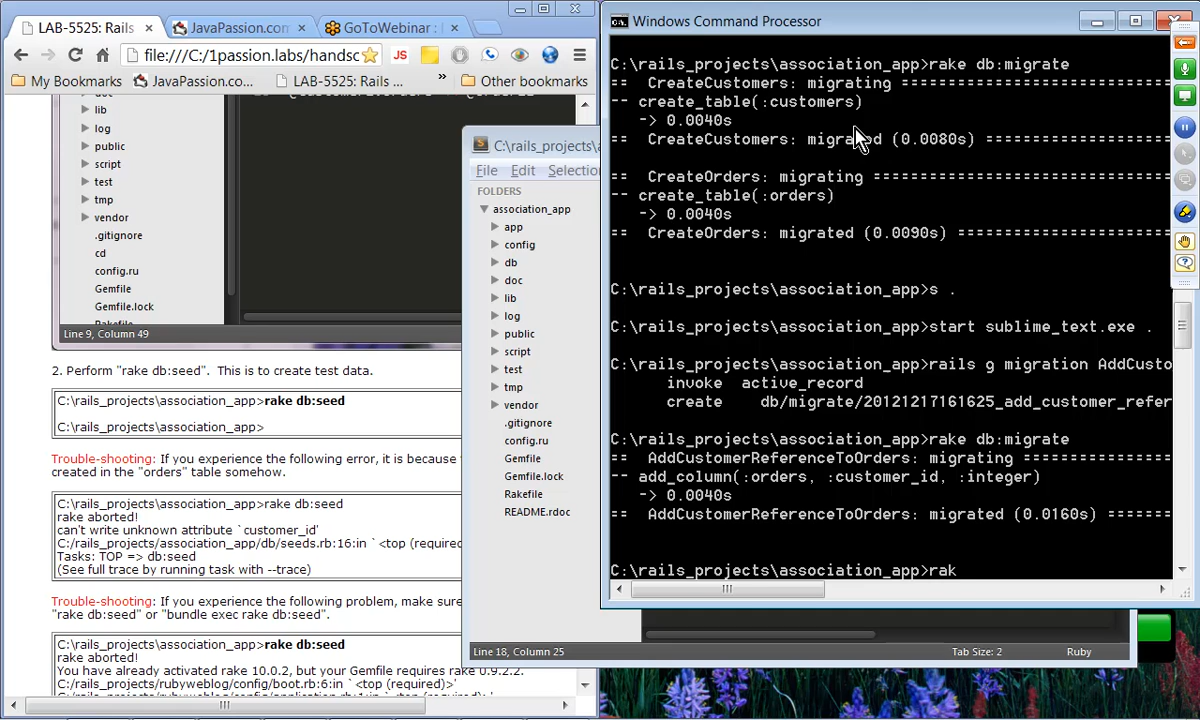 LAB-5525: Rails
JavaPassion.con
GoToWebinar :
file:///C:/1passion.labs/handsc
JS
My Bookmarks
JavaPassion.co...
LAB-5525: Rails ...
»
Other bookmarks
lib
log
public
script
test
tmp
vendor
.gitignore
cd
config.ru
Gemfile
Gemfile.lock
Line 9, Column 49
2. Perform "rake db:seed". This is to create test data.
C:\rails_projects\association_app>rake db:seed
C:\rails_projects\association_app>
Trouble-shooting: If you experience the following error, it is because
created in the "orders" table somehow.
C:\rails_projects\association_app>rake db:seed
rake aborted!
can't write unknown attribute `customer_id'
C:/rails_projects/association_app/db/seeds.rb:16:in `<top (required
Tasks: TOP => db:seed
(See full trace by running task with --trace)
Trouble-shooting: If you experience the following problem, make sure
"rake db:seed" or "bundle exec rake db:seed".
C:\rails_projects\association_app>rake db:seed
rake aborted!
You have already activated rake 10.0.2, but your Gemfile requires rake 0.9.2.2.
C:/rails_projects/rubyweblog/config/boot.rb:6:in `<top (required)>'
C:\rails_projects\
File Edit Selection
FOLDERS
association_app
app
config
db
doc
lib
log
public
script
test
tmp
vendor
.gitignore
config.ru
Gemfile
Gemfile.lock
Rakefile
README.rdoc
Line 18, Column 25
Tab Size: 2
Ruby
Windows Command Processor
C:\rails_projects\association_app>rake db:migrate
==  CreateCustomers: migrating ================================
-- create_table(:customers)
-> 0.0040s
==  CreateCustomers: migrated (0.0080s) ====================
==  CreateOrders: migrating ================================
-- create_table(:orders)
-> 0.0040s
==  CreateOrders: migrated (0.0090s) ========================
C:\rails_projects\association_app>s .
C:\rails_projects\association_app>start sublime_text.exe .
C:\rails_projects\association_app>rails g migration AddCusto
invoke  active_record
create    db/migrate/20121217161625_add_customer_refer
C:\rails_projects\association_app>rake db:migrate
==  AddCustomerReferenceToOrders: migrating ================
-- add_column(:orders, :customer_id, :integer)
-> 0.0040s
==  AddCustomerReferenceToOrders: migrated (0.0160s) =======
C:\rails_projects\association_app>rak